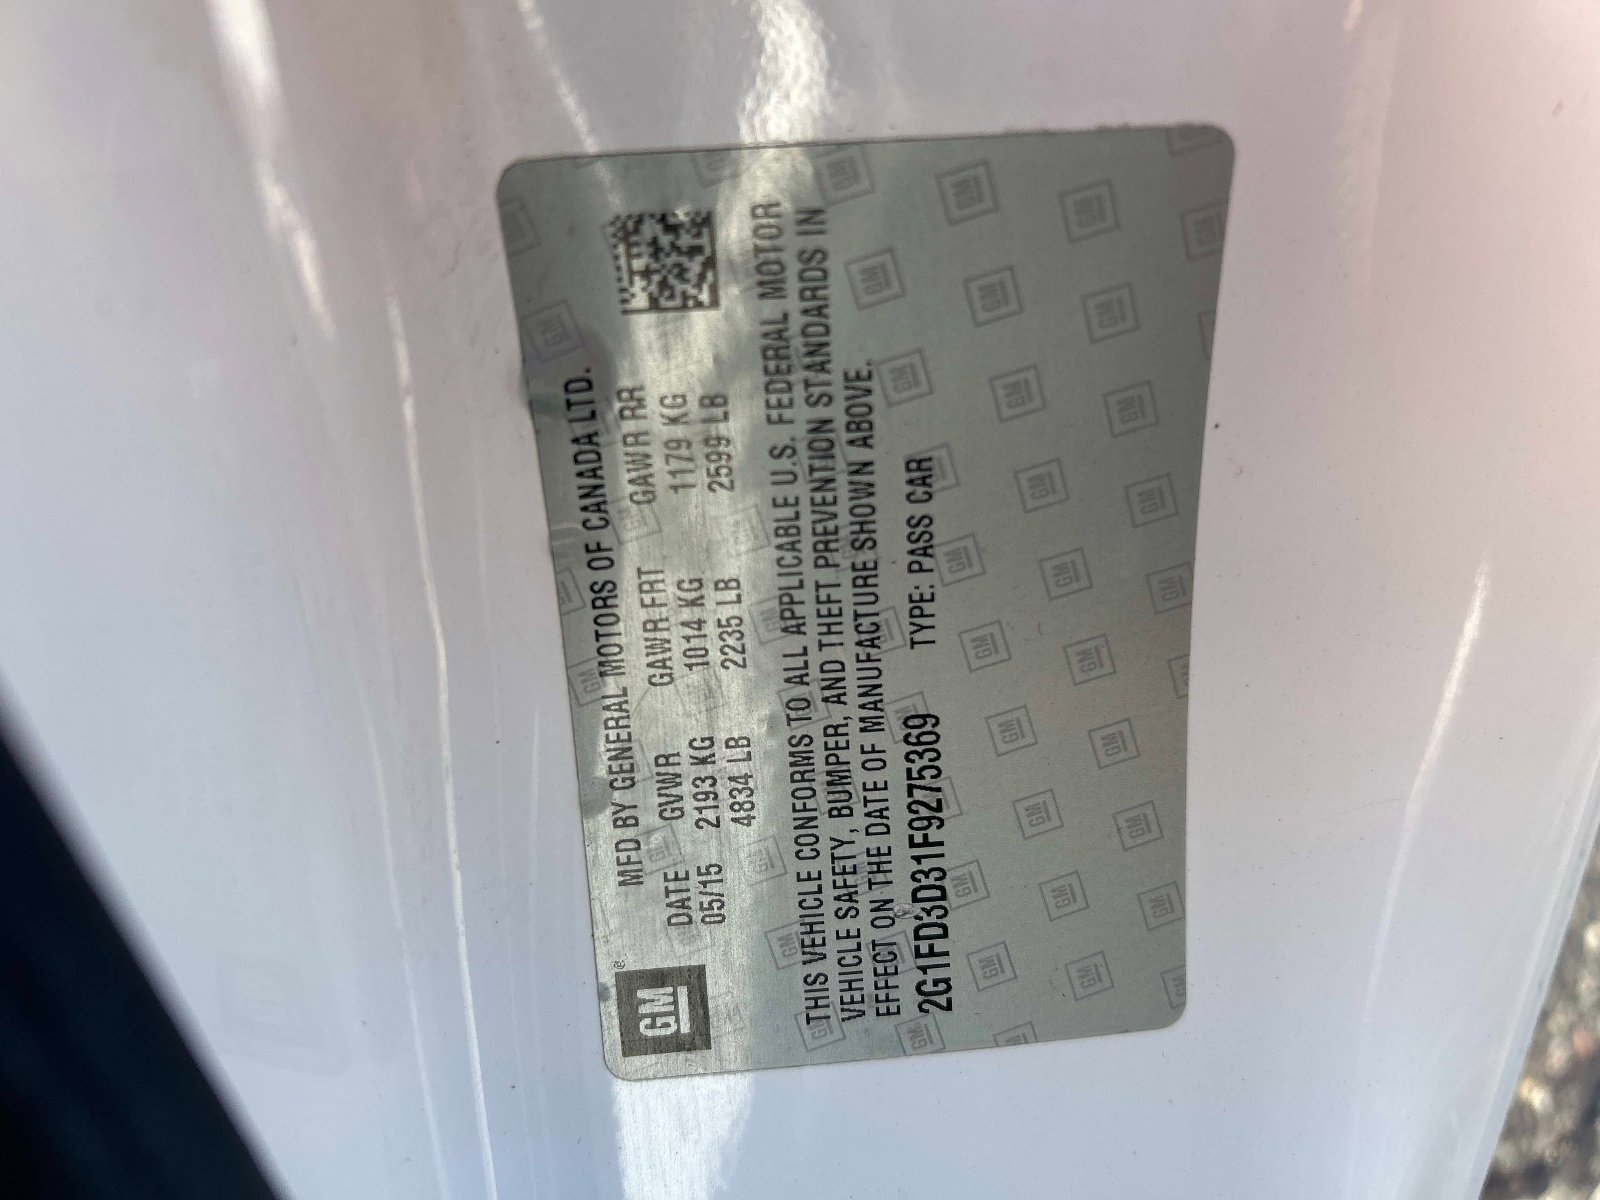 GM®
MFD BY GENERAL MOTORS OF CANADA LTD.
DATE GVWR GAWR FRT GAWR RR
05/15 2193 KG 1014 KG 1179 KG
4834 LB 2235 LB 2599 LB
THIS VEHICLE CONFORMS TO ALL APPLICABLE U.S. FEDERAL MOTOR
VEHICLE SAFETY, BUMPER, AND THEFT PREVENTION STANDARDS IN
EFFECT ON THE DATE OF MANUFACTURE SHOWN ABOVE.
2G1FD3D31F9275369 TYPE: PASS CAR